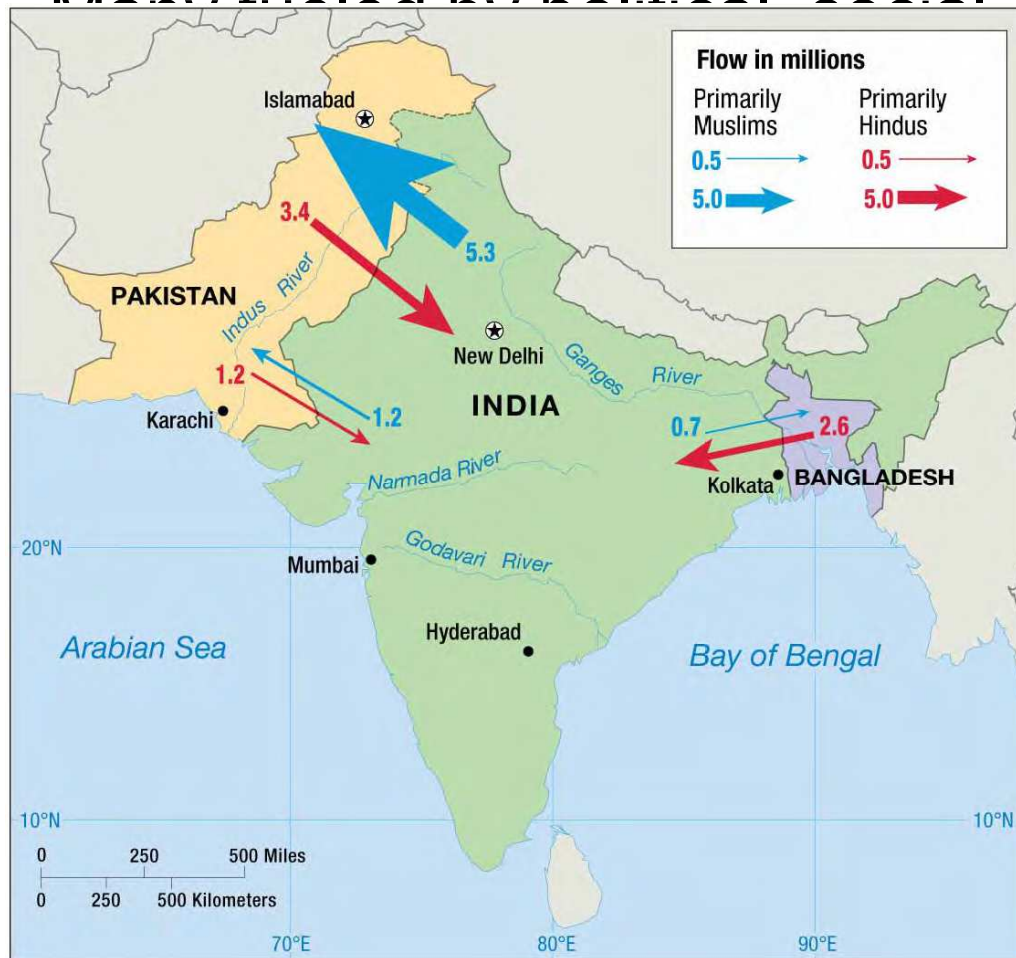 Flow in millions
Primarily Muslims
Primarily Hindus
0.5
0.5
5.0
5.0
Islamabad
3.4
5.3
PAKISTAN
Indus River
New Delhi
Ganges River
1.2
1.2
Karachi
INDIA
0.7
2.6
Narmada River
Kolkata
BANGLADESH
20°N
Mumbai
Godavari River
Hyderabad
Arabian Sea
Bay of Bengal
10°N
10°N
0 250 500 Miles
0 250 500 Kilometers
70°E
80°E
90°E